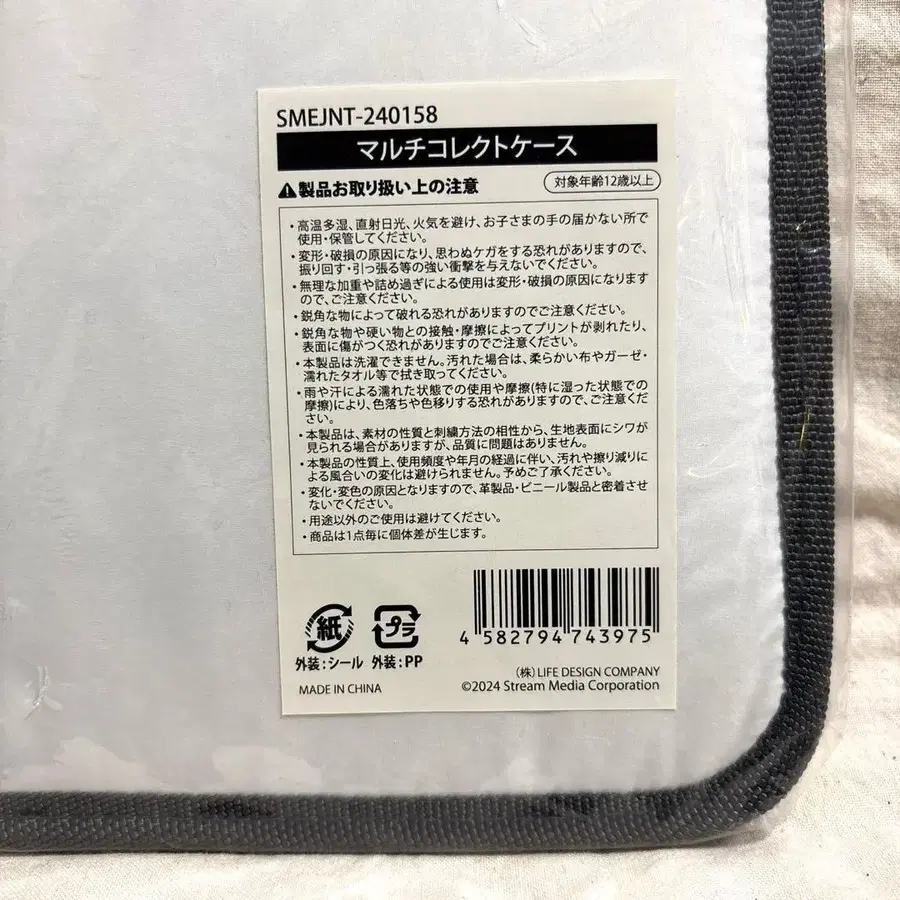 SMEJNT-240158
マルチコレクトケース
製品お取り扱い上の注意
対象年齢12歳以上
・高温多湿、直射日光、火気を避け、お子さまの手の届かない所で
使用・保管してください。
・変形・破損の原因になり、思わぬケガをする恐れがありますので、
振り回す・引っ張る等の強い衝撃を与えないでください。
・無理な加重や詰め過ぎによる使用は変形・破損の原因になります
ので、ご注意ください。
・鋭角な物によって破れる恐れがありますのでご注意ください。
・鋭角な物や硬い物との接触・摩擦によってプリントが剥れたり、
表面に傷がつく恐れがありますのでご注意ください。
・本製品は洗濯できません。汚れた場合は、柔らかい布やガーゼ・
濡れたタオル等で拭き取ってください。
・雨や汗による濡れた状態での使用や摩擦(特に湿った状態での
摩擦)により、色落ちや色移りする恐れがありますので、ご注意くださ
い。
・本製品は、素材の性質と刺繍方法の相性から、生地表面にシワが
見られる場合がありますが、品質に問題はありません。
・本製品の性質上、使用頻度や年月の経過に伴い、汚れや擦り減りに
よる風合いの変化は避けられません。予めご了承ください。
・変化・変色の原因となりますので、革製品・ビニール製品と密着させ
ないでください。
・用途以外のご使用は避けてください。
・商品は1点毎に個体差が生じます。
紙
プラ
外装:シール 外装:PP
4 582794 743975
MADE IN CHINA
(株)LIFE DESIGN COMPANY
©2024 Stream Media Corporation